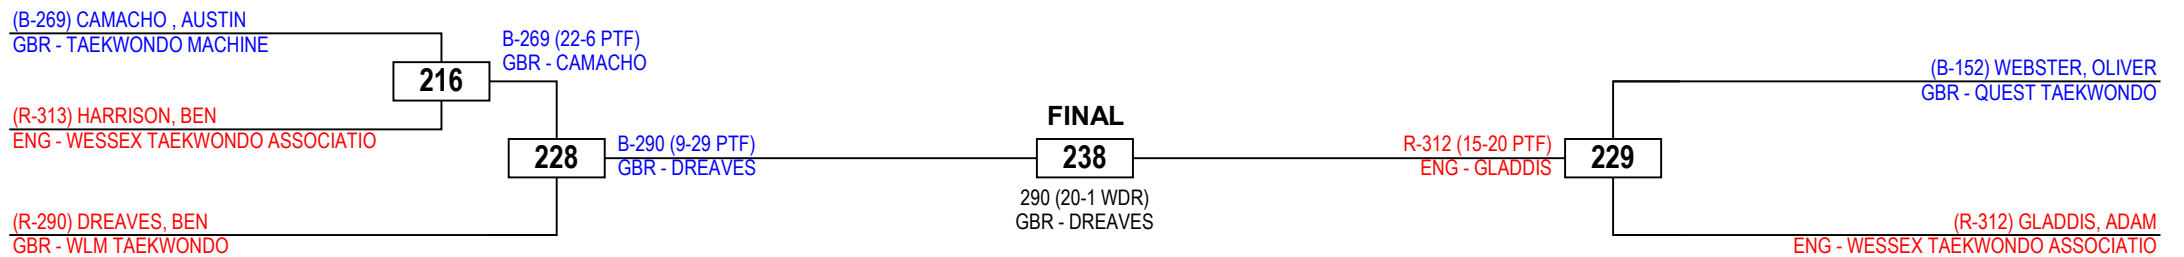 (B-269) CAMACHO , AUSTIN
GBR - TAEKWONDO MACHINE
B-269 (22-6 PTF)
GBR - CAMACHO
216
(R-313) HARRISON, BEN
ENG - WESSEX TAEKWONDO ASSOCIATIO
228
B-290 (9-29 PTF)
GBR - DREAVES
(R-290) DREAVES, BEN
GBR - WLM TAEKWONDO
FINAL
238
290 (20-1 WDR)
GBR - DREAVES
R-312 (15-20 PTF)
ENG - GLADDIS
229
(B-152) WEBSTER, OLIVER
GBR - QUEST TAEKWONDO
(R-312) GLADDIS, ADAM
ENG - WESSEX TAEKWONDO ASSOCIATIO